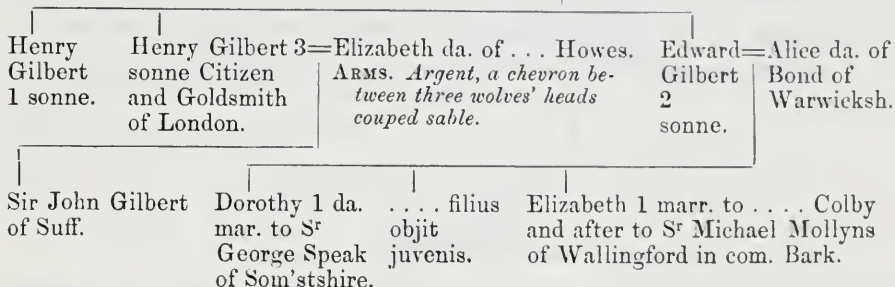 Henry Gilbert 1 sonne.
Henry Gilbert 3=Elizabeth da. of . . . Howes.
sonne Citizen and Goldsmith of London.
ARMS. Argent, a chevron be-
tween three wolves' heads
couped sable.
Edward=Alice da. of
Gilbert 2 sonne.
Bond of
Warwicksh.
Sir John Gilbert
of Suff.
Dorothy 1 da.
mar. to Sr
George Speak
of Som'stshire.
. . . . filius
objit
juvenis.
Elizabeth 1 marr. to . . . . Colby
and after to Sr Michael Mollyns
of Wallingford in com. Bark.